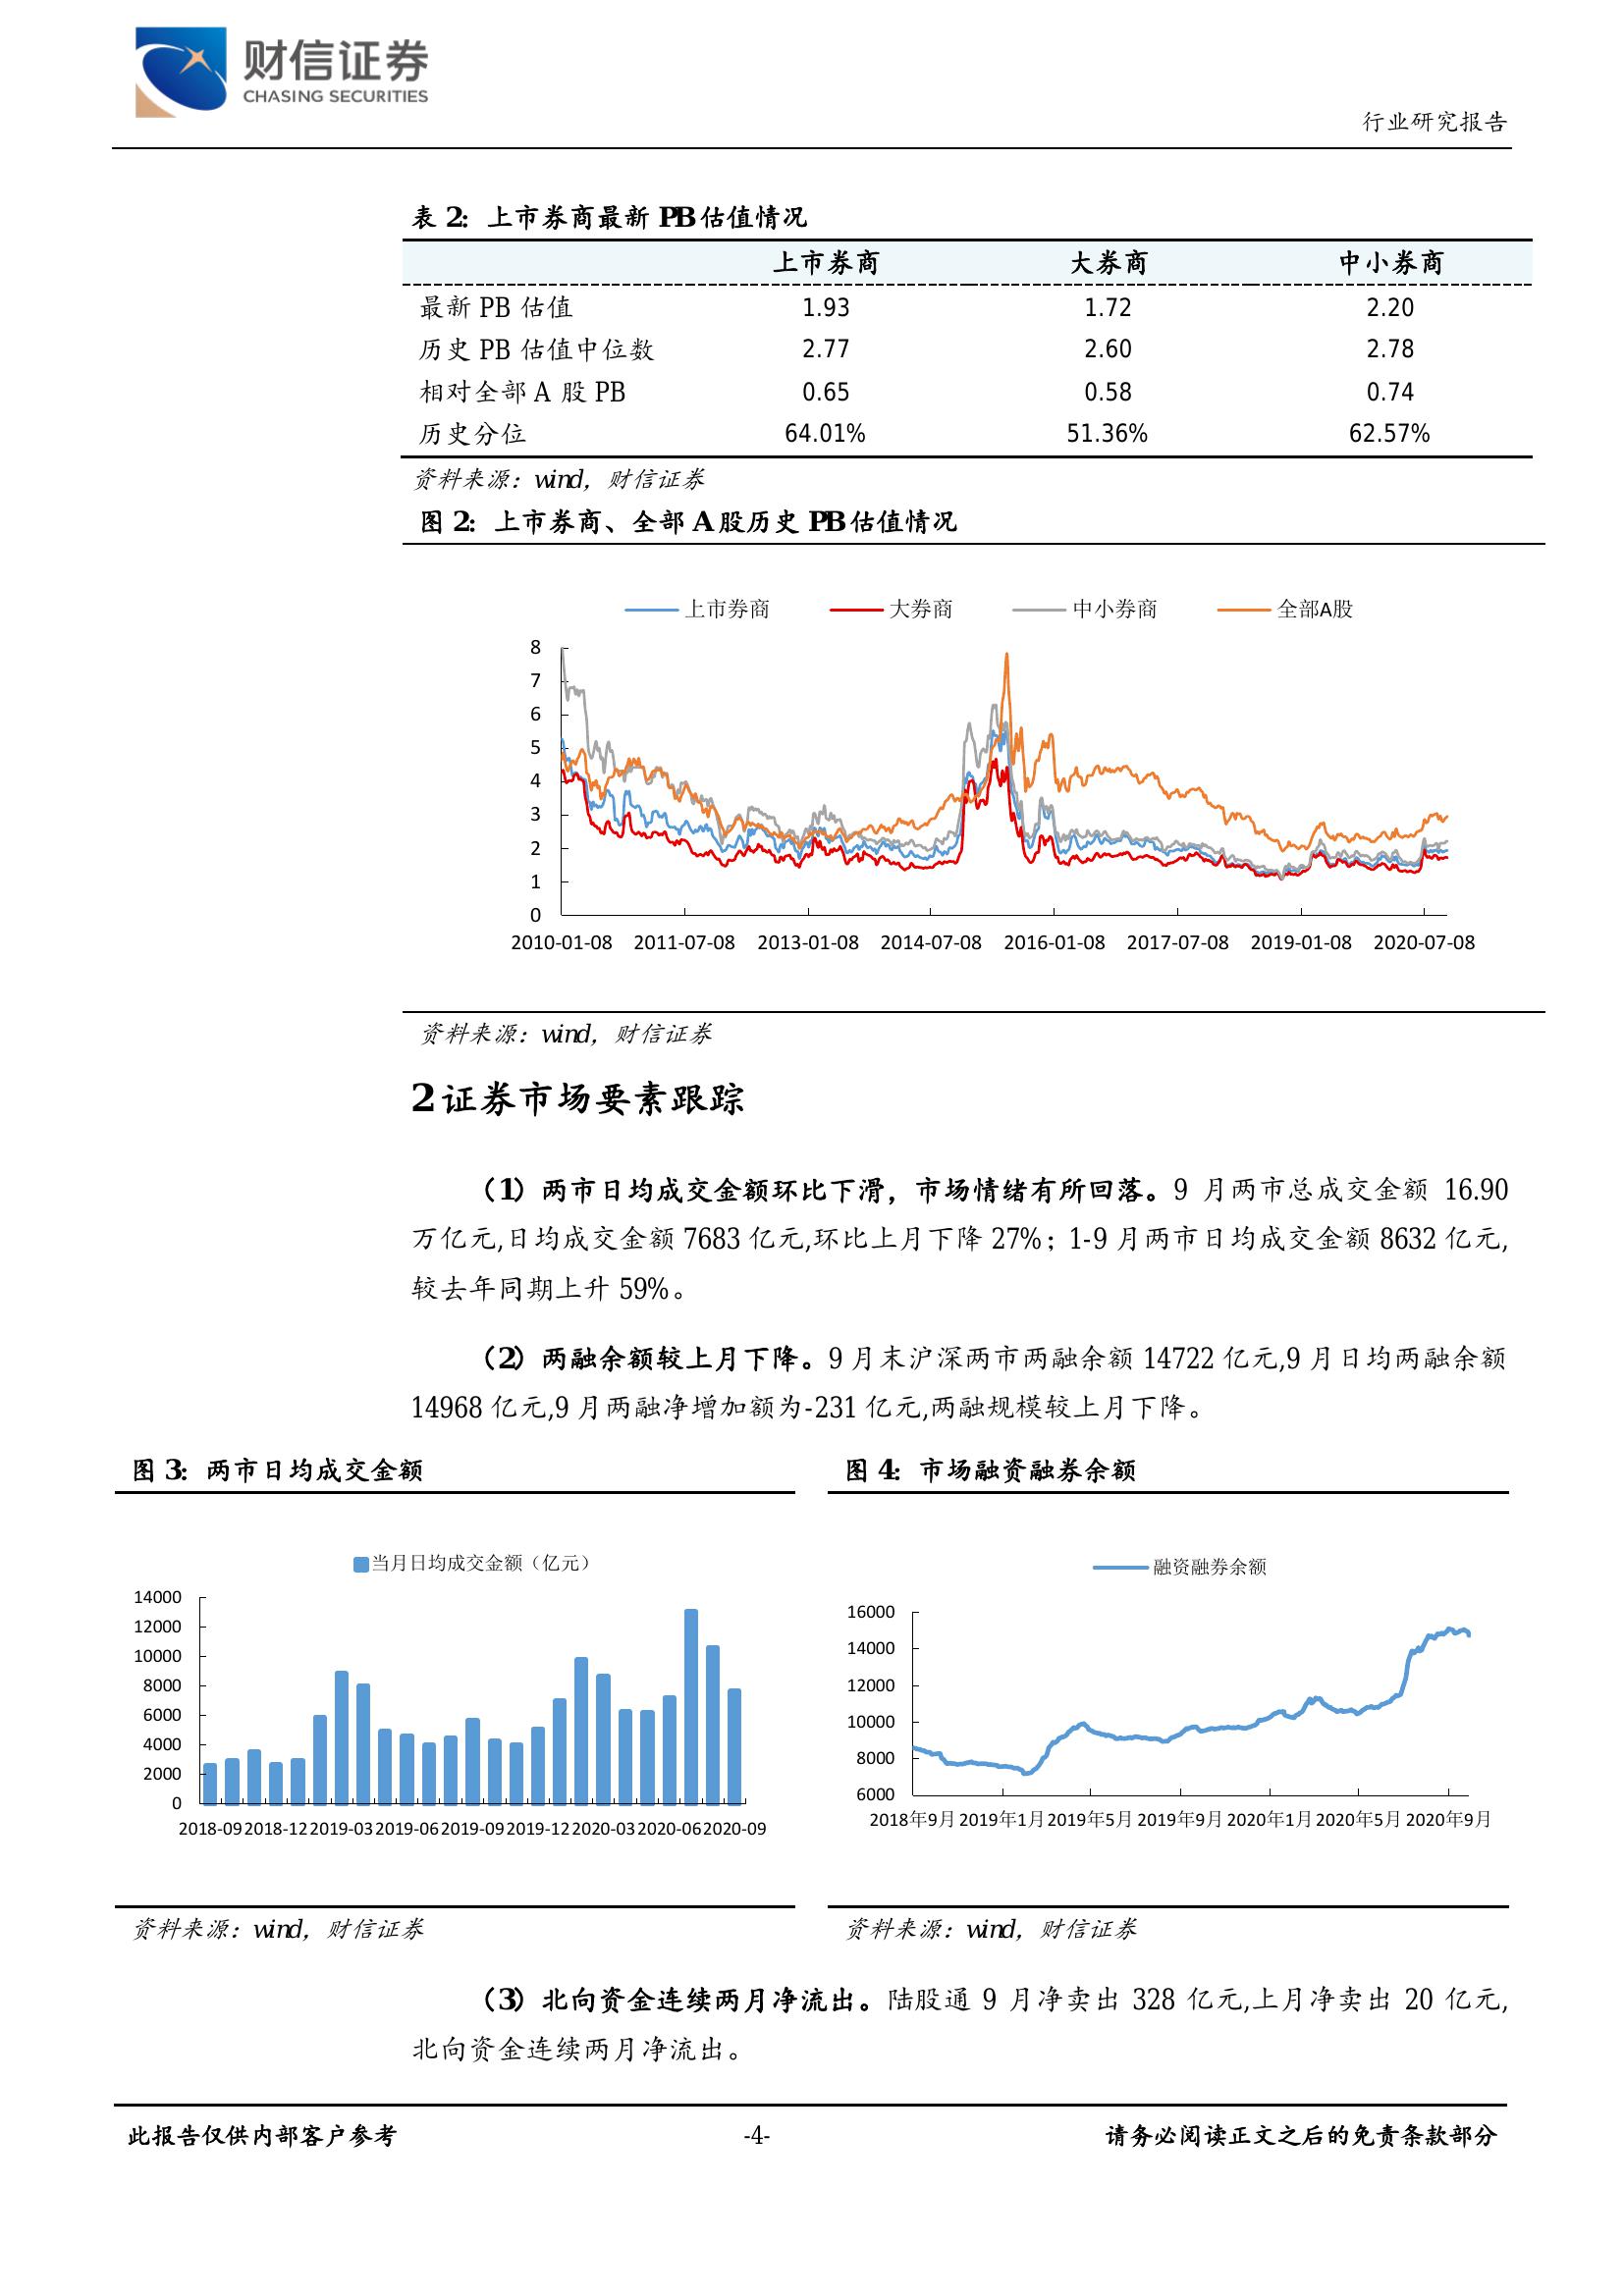 财信证券
CHASING SECURITIES
行业研究报告
表 2：上市券商最新 PB 估值情况
上市券商 大券商 中小券商
最新 PB 估值 1.93 1.72 2.20
历史 PB 估值中位数 2.77 2.60 2.78
相对全部 A 股 PB 0.65 0.58 0.74
历史分位 64.01% 51.36% 62.57%
资料来源：wind，财信证券
图 2：上市券商、全部 A 股历史 PB 估值情况
上市券商 大券商 中小券商 全部A股
8
7
6
5
4
3
2
1
0
2010-01-08 2011-07-08 2013-01-08 2014-07-08 2016-01-08 2017-07-08 2019-01-08 2020-07-08
资料来源：wind，财信证券
2 证券市场要素跟踪
（1）两市日均成交金额环比下滑，市场情绪有所回落。9 月两市总成交金额 16.90
万亿元,日均成交金额 7683 亿元,环比上月下降 27%；1-9 月两市日均成交金额 8632 亿元,
较去年同期上升 59%。
（2）两融余额较上月下降。9 月末沪深两市两融余额 14722 亿元,9 月日均两融余额
14968 亿元,9 月两融净增加额为-231 亿元,两融规模较上月下降。
图 3：两市日均成交金额
当月日均成交金额（亿元）
14000
12000
10000
8000
6000
4000
2000
0
2018-09 2018-12 2019-03 2019-06 2019-09 2019-12 2020-03 2020-06 2020-09
资料来源：wind，财信证券
图 4：市场融资融券余额
融资融券余额
16000
14000
12000
10000
8000
6000
2018年9月 2019年1月 2019年5月 2019年9月 2020年1月 2020年5月 2020年9月
资料来源：wind，财信证券
（3）北向资金连续两月净流出。陆股通 9 月净卖出 328 亿元,上月净卖出 20 亿元,
北向资金连续两月净流出。
此报告仅供内部客户参考 -4- 请务必阅读正文之后的免责条款部分